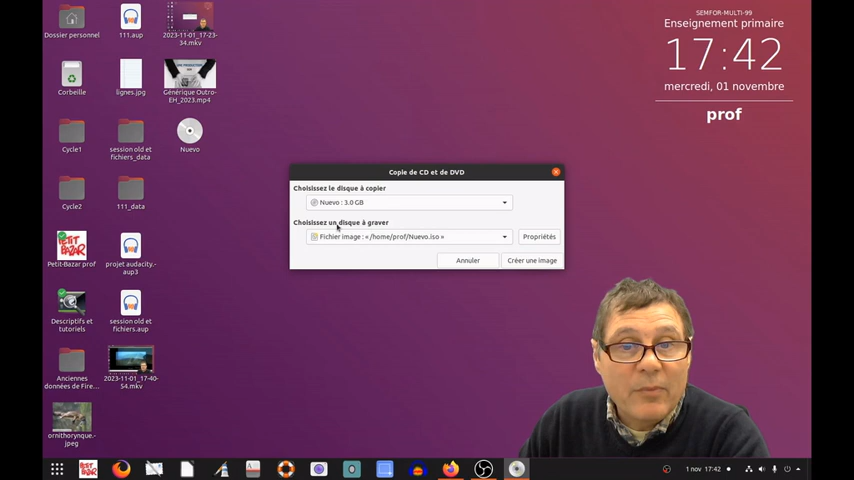 Dossier personnel
111.aup
2023-11-01_17-23-
34.mkv
Corbeille
lignes.jpg
Générique Outro-
EH_2023.mp4
Cycle1
session old et
fichiers_data
Nuevo
Cycle2
111_data
PETIT
BAZAR
Petit-Bazar prof
projet audacity.-
aup3
Descriptifs et
tutoriels
session old et
fichiers.aup
Anciennes
données de Fire...
2023-11-01_17-40-
54.mkv
ornithorynque.-
jpeg
SEMFOR-MULTI-99
Enseignement primaire
17:42
mercredi, 01 novembre
prof
Copie de CD et de DVD
Choisissez le disque à copier
Nuevo : 3.0 GB
Choisissez un disque à graver
Fichier image : « /home/prof/Nuevo.iso »
Propriétés
Annuler
Créer une image
1 nov 17:42